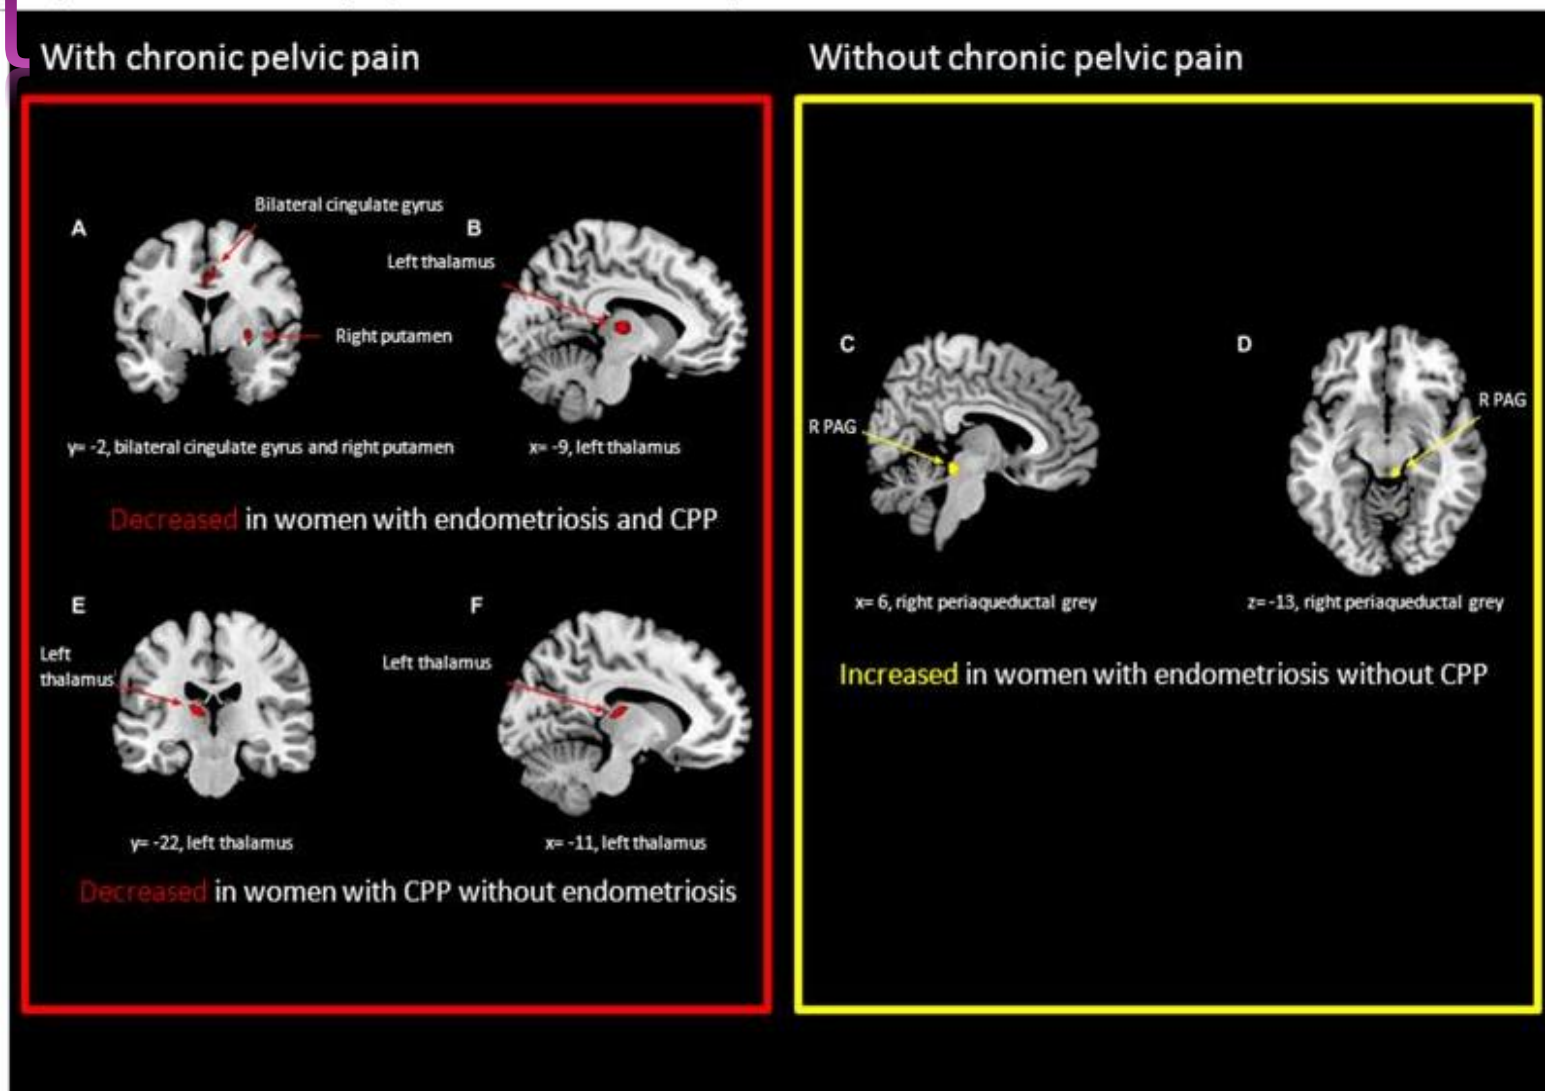 With chronic pelvic pain
Bilateral cingulate gyrus
A
B
Left thalamus
Right putamen
y= -2, bilateral cingulate gyrus and right putamen
x= -9, left thalamus
Decreased in women with endometriosis and CPP
E
F
Left
thalamus
Left thalamus
y= -22, left thalamus
x= -11, left thalamus
Decreased in women with CPP without endometriosis
Without chronic pelvic pain
C
D
R PAG
R PAG
x= 6, right periaqueductal grey
z= -13, right periaqueductal grey
Increased in women with endometriosis without CPP